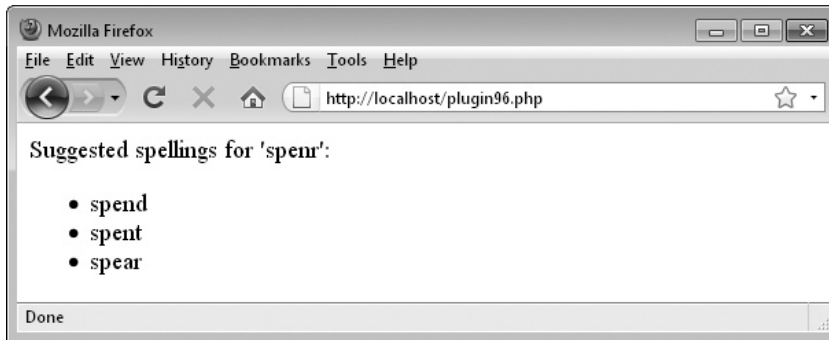 Mozilla Firefox
File Edit View History Bookmarks Tools Help
http://localhost/plugin96.php
Suggested spellings for 'spenr':
• spend
• spent
• spear
Done